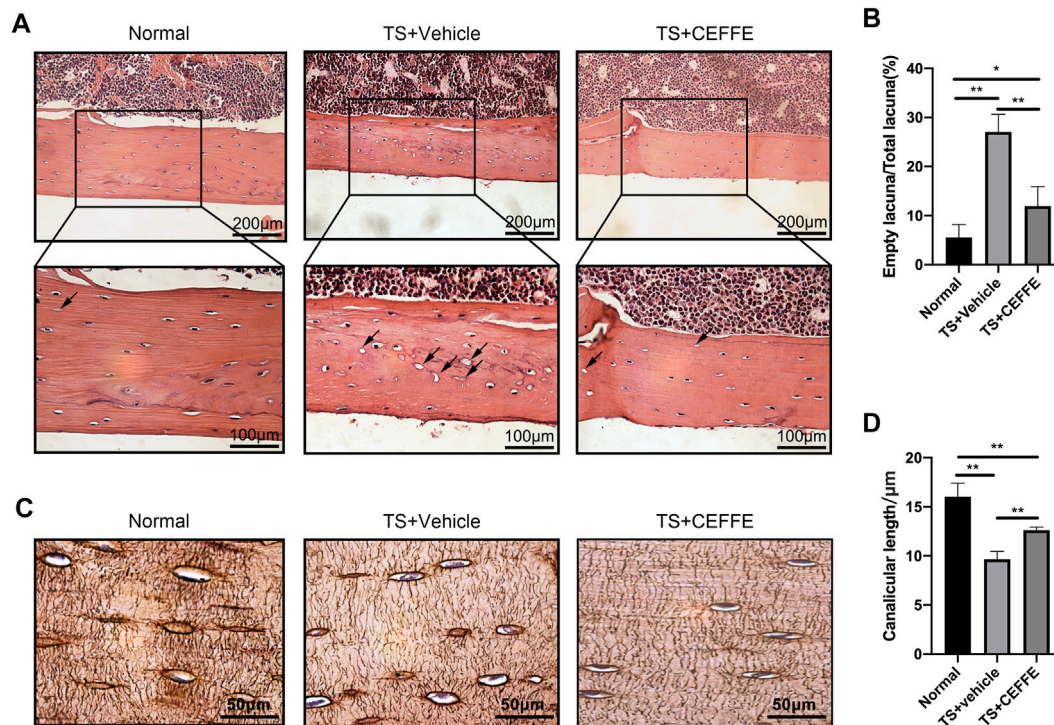 A
Normal
TS+Vehicle
TS+CEFFE
200μm
200μm
200μm
100μm
100μm
100μm
B
Empty lacuna/Total lacuna(%)
40
30
20
10
0
*
**
**
Normal
TS+Vehicle
TS+CEFFE
C
Normal
TS+Vehicle
TS+CEFFE
50μm
50μm
50μm
D
Canalicular length/μm
20
15
10
5
0
**
**
**
Normal
TS+vehicle
TS+CEFFE